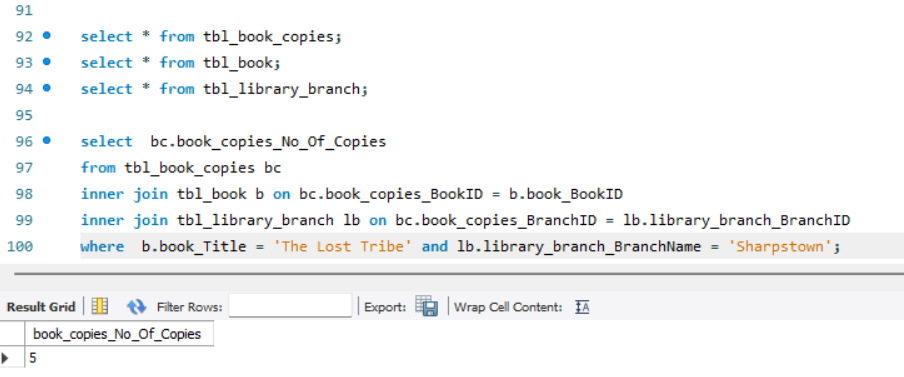 91
92 select * from tbl_book_copies;
93 select * from tbl_book;
94 select * from tbl_library_branch;
95
96 select  bc.book_copies_No_Of_Copies
97 from tbl_book_copies bc
98 inner join tbl_book b on bc.book_copies_BookID = b.book_BookID
99 inner join tbl_library_branch lb on bc.book_copies_BranchID = lb.library_branch_BranchID
100 where  b.book_Title = 'The Lost Tribe' and lb.library_branch_BranchName = 'Sharpstown';
Result Grid Filter Rows: Export: Wrap Cell Content: IA
book_copies_No_Of_Copies
5